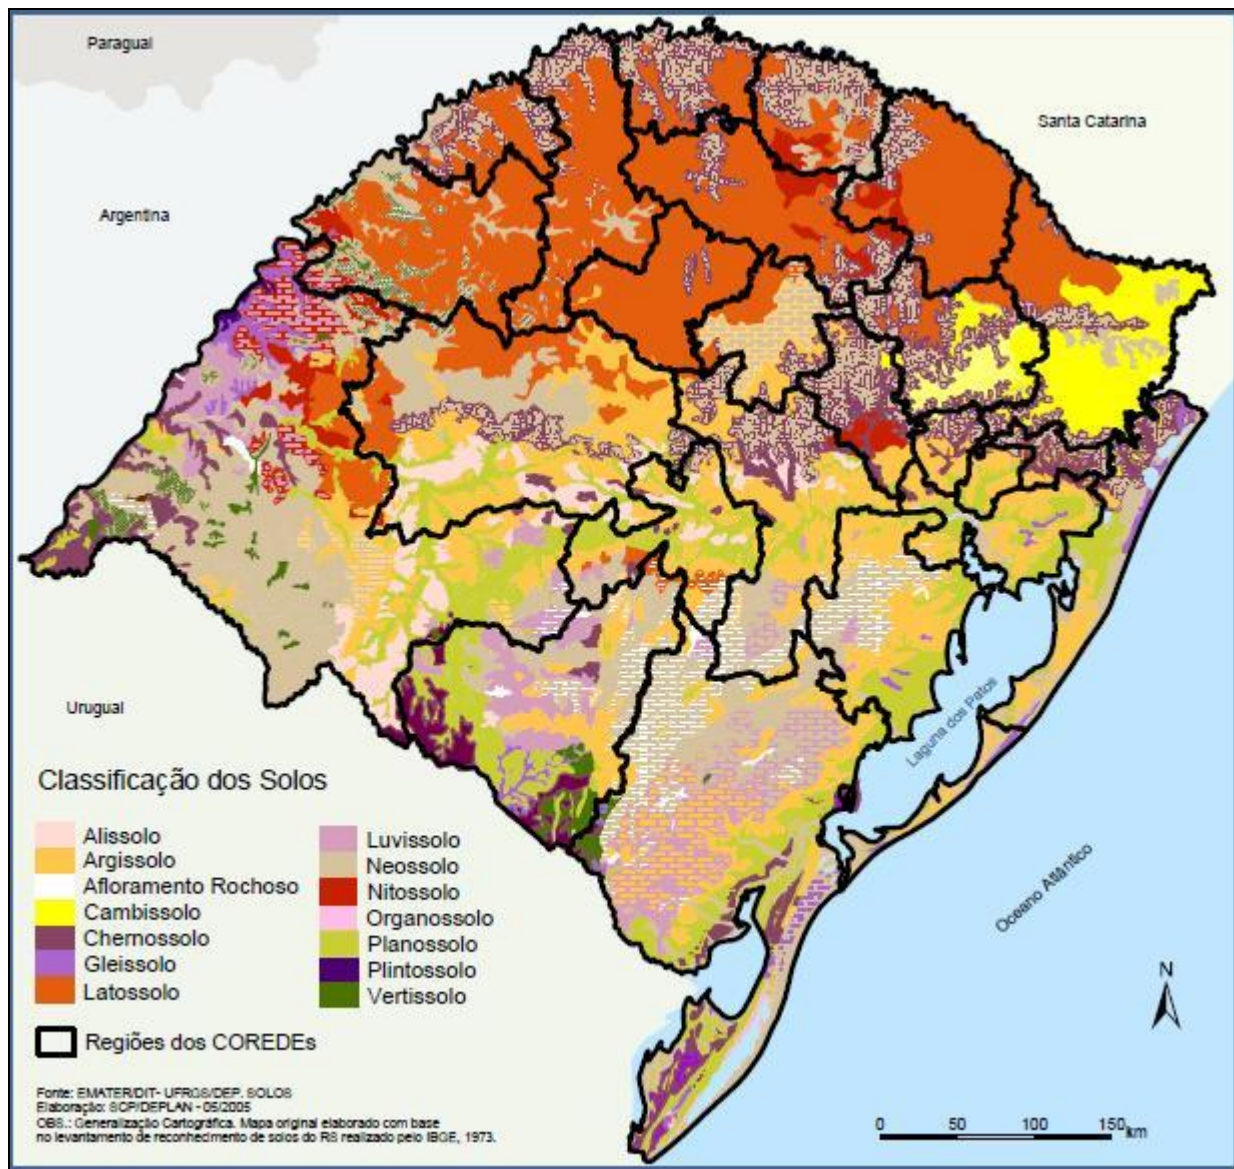 Paraguai
Santa Catarina
Argentina
Uruguai
Laguna dos Patos
Oceano Atlântico
Classificação dos Solos
Alissolo
Argissolo
Afloramento Rochoso
Cambissolo
Chernossolo
Gleissolo
Latossolo
Luvissolo
Neossolo
Nitossolo
Organossolo
Planossolo
Plintossolo
Vertissolo
Regiões dos COREDEs
Fonte: EMATER/DIT- UFRGS/DEP. SOLOS
Elaboração: SCP/DEPLAN - 05/2005
OBS.: Generalização Cartográfica. Mapa original elaborado com base
no levantamento de reconhecimento de solos do RS realizado pelo IBGE, 1973.
N
0 50 100 150 km